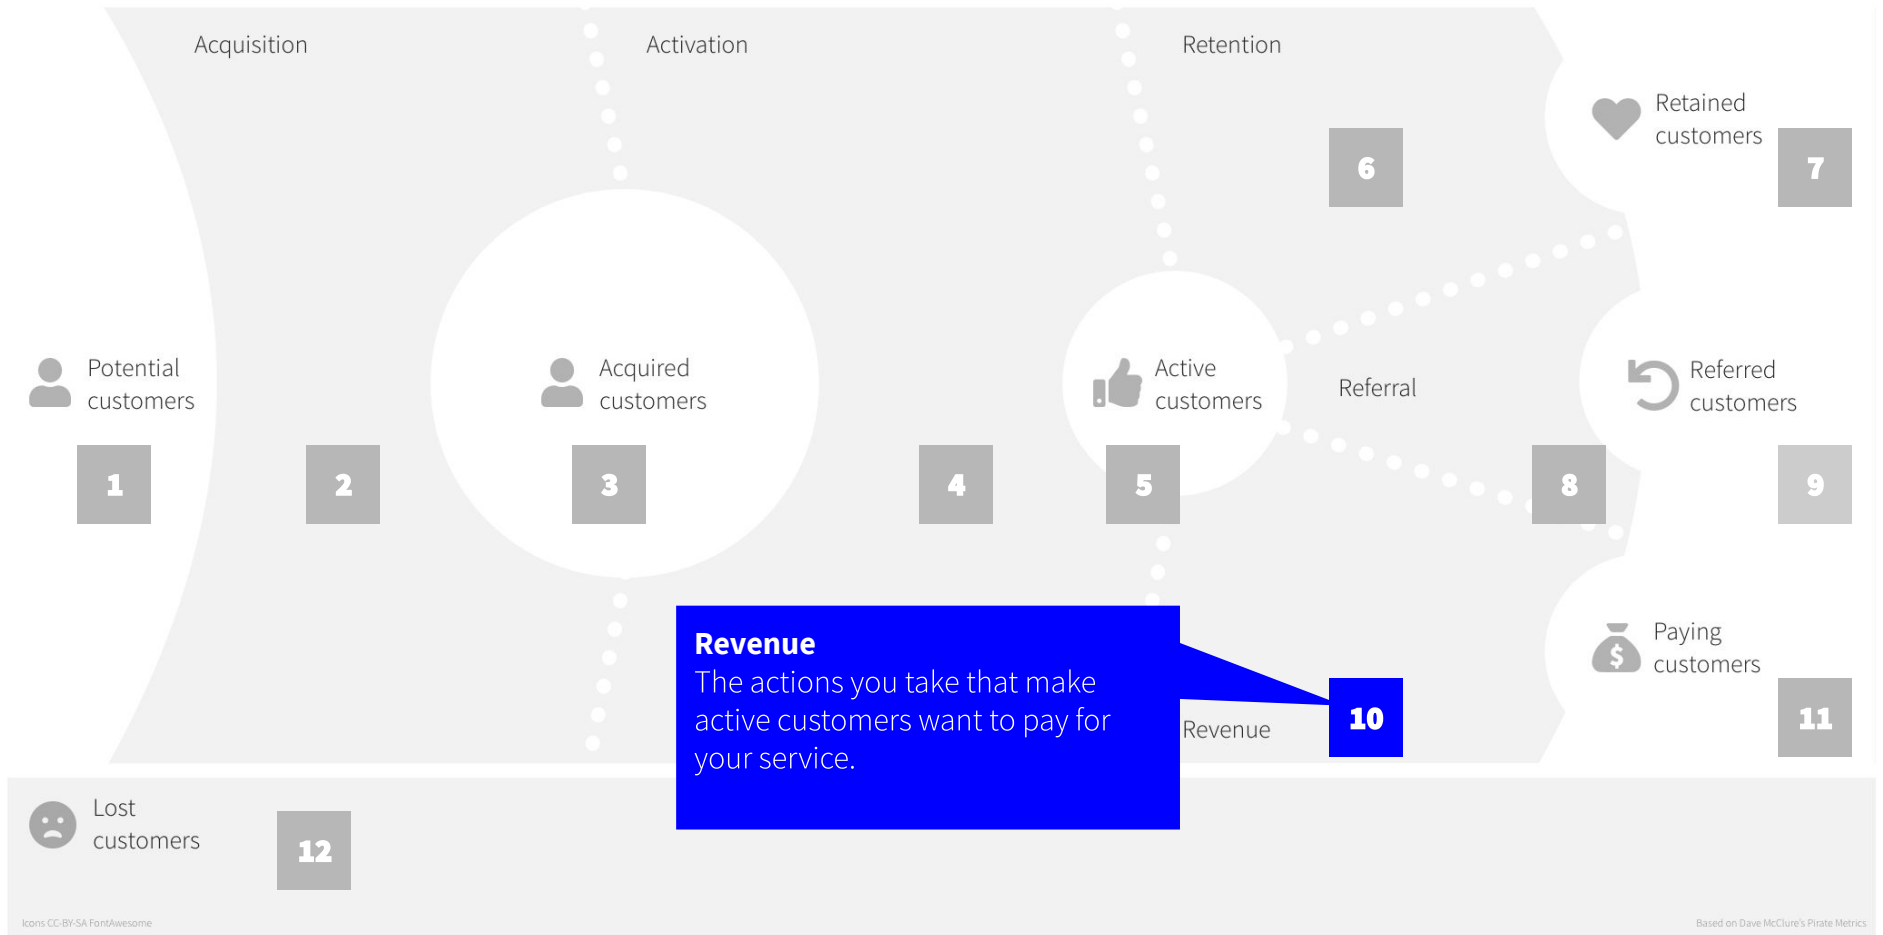 Acquisition
Activation
Retention
Retained
customers
6
7
Potential
customers
Acquired
customers
Active
customers
Referral
Referred
customers
1
2
3
4
5
8
9
Revenue
The actions you take that make
active customers want to pay for
your service.
Revenue
10
Paying
customers
11
Lost
customers
12
Icons CC-BY-SA FontAwesome
Based on Dave McClure's Pirate Metrics